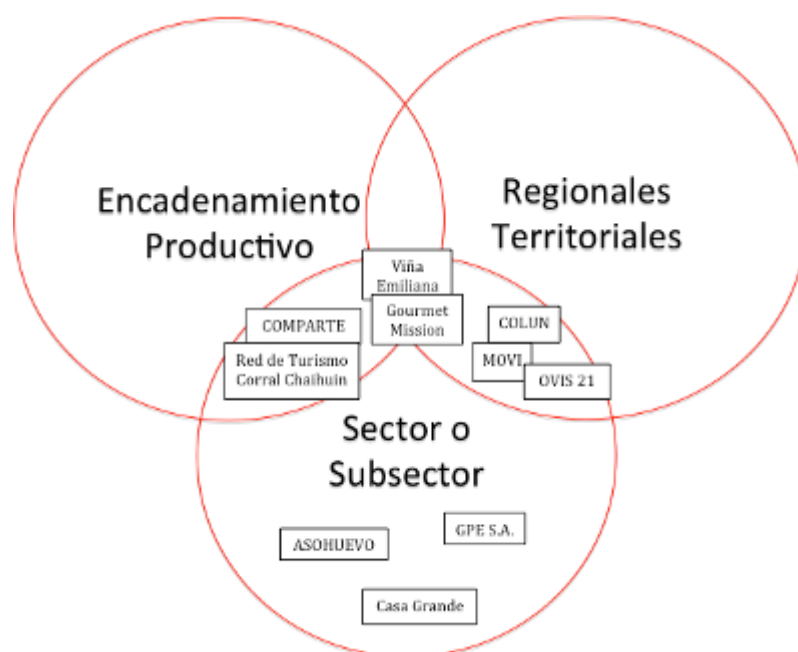 Encadenamiento
Productivo
Regionales
Territoriales
Viña
Emiliana
Gourmet
Mission
COMPARTE
Red de Turismo
Corral Chaihuin
COLUN
MOVI
OVIS 21
Sector o
Subsector
ASOHUEVO
GPE S.A.
Casa Grande